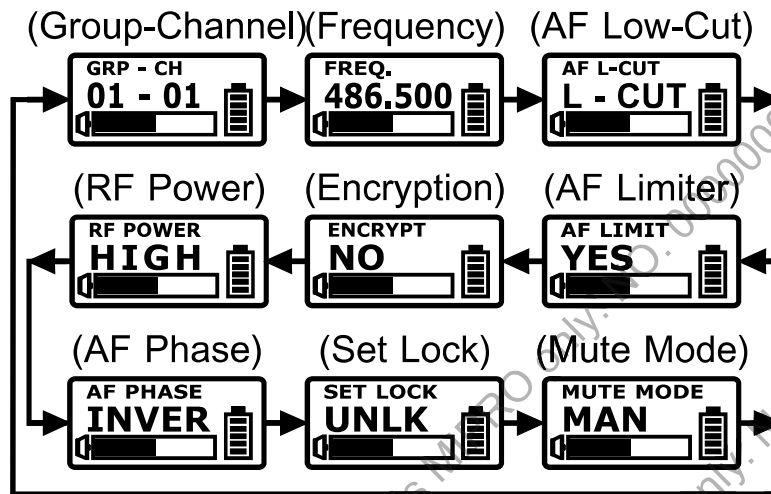 (Group-Channel)(Frequency) (AF Low-Cut)
GRP - CH
01 - 01
FREQ.
486.500
AF L-CUT
L - CUT
(RF Power) (Encryption) (AF Limiter)
RF POWER
HIGH
ENCRYPT
NO
AF LIMIT
YES
(AF Phase) (Set Lock) (Mute Mode)
AF PHASE
INVER
SET LOCK
UNLK
MUTE MODE
MAN